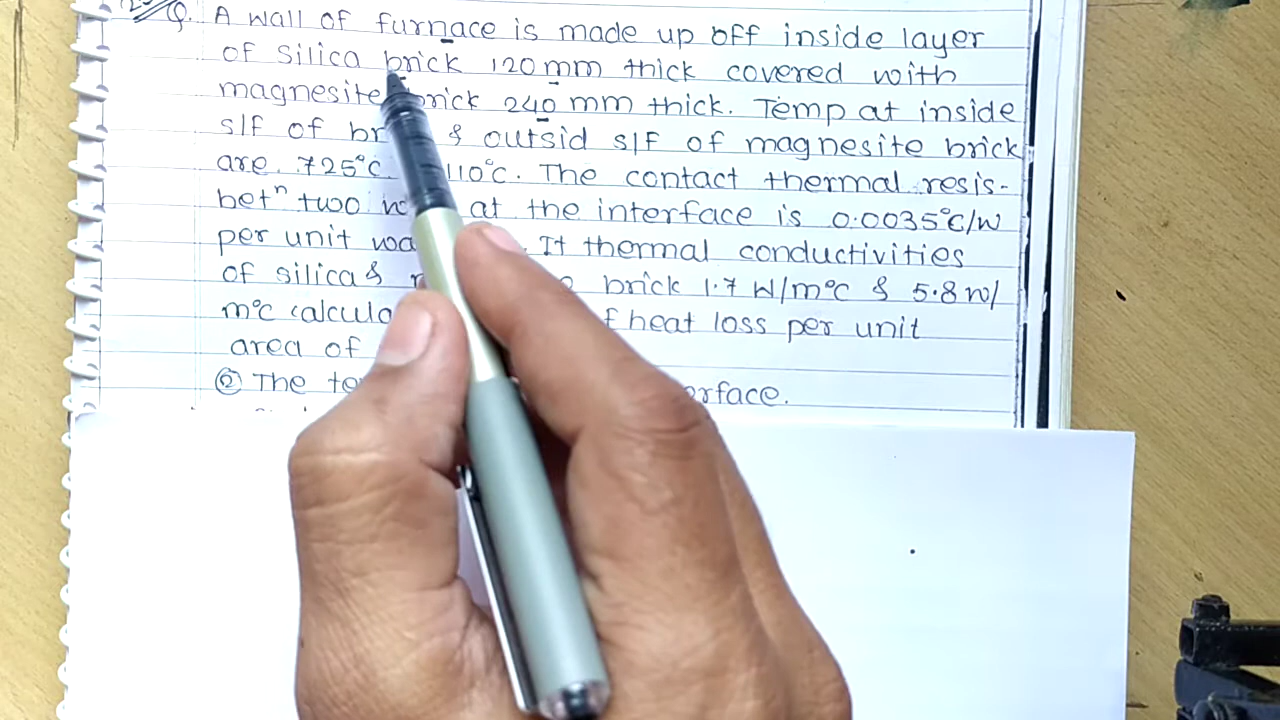 Q. A wall of furnace is made up off inside layer
of silica brick 120 mm thick covered with
magnesite brick 240 mm thick. Temp at inside
s/f of & outsid s/f of magnesite brick
are 725°C 110°C. The contact thermal resis-
betⁿ two at the interface is 0.0035°C/W
per unit . It thermal conductivities
of silica & brick 1.7 W/m°C & 5.8 w/
m°C heat loss per unit
area of
② The